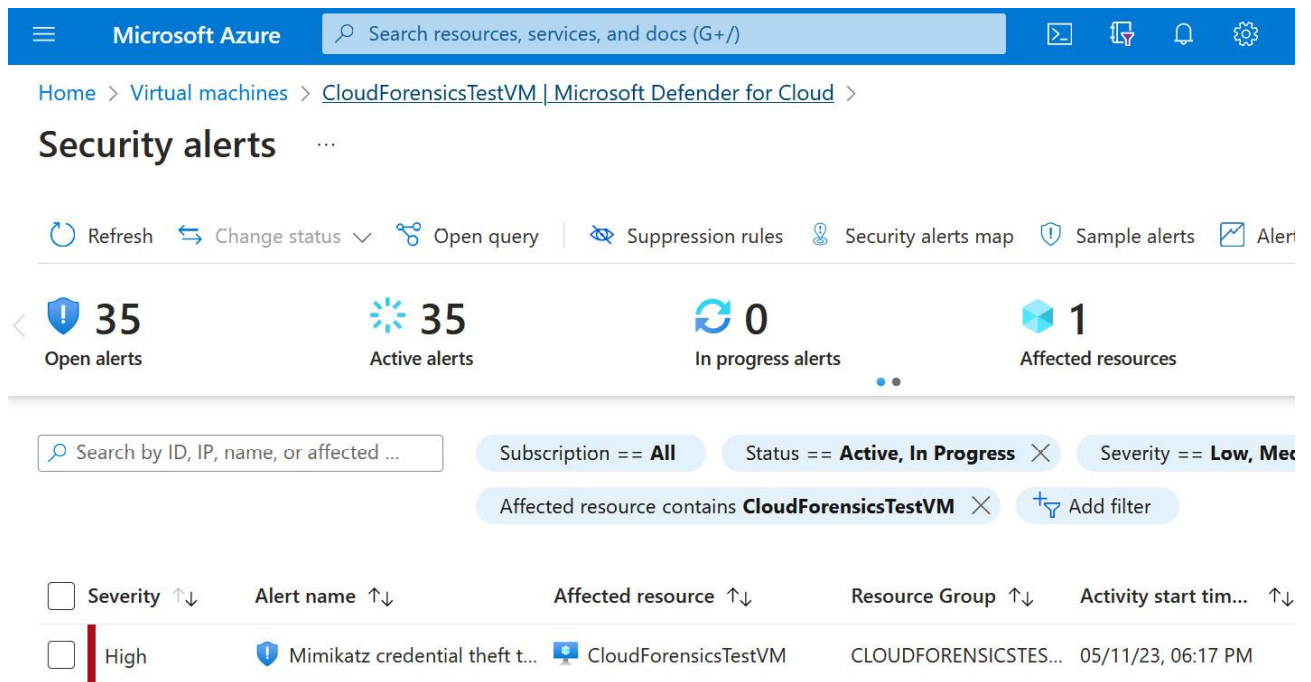 Microsoft Azure Search resources, services, and docs (G+/)
Home > Virtual machines > CloudForensicsTestVM | Microsoft Defender for Cloud >
Security alerts ...
Refresh Change status Open query Suppression rules Security alerts map Sample alerts Alert
35 35 0 1
Open alerts Active alerts In progress alerts Affected resources
Search by ID, IP, name, or affected ... Subscription == All Status == Active, In Progress Severity == Low, Med
Affected resource contains CloudForensicsTestVM Add filter
Severity Alert name Affected resource Resource Group Activity start tim...
High Mimikatz credential theft t... CloudForensicsTestVM CLOUDFORENSICSTES... 05/11/23, 06:17 PM